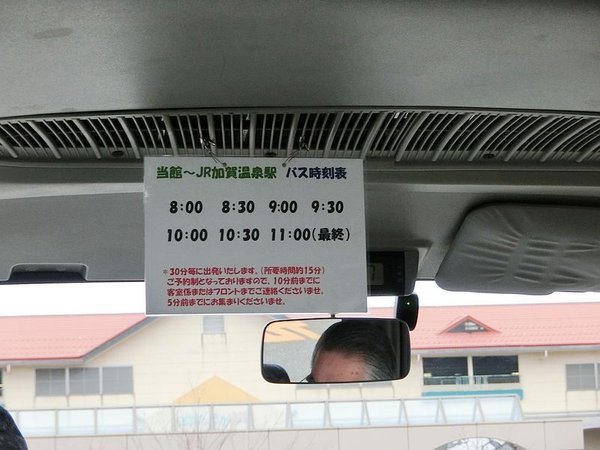 当館～JR加賀温泉駅 バス時刻表
8:00 8:30 9:00 9:30
10:00 10:30 11:00(最終)
＊30分毎に出発いたします。(所要時間約15分)
ご予約制となっておりますので、10分前までに
客室係またはフロントまでご連絡くださいませ。
5分前までにお集まりくださいませ。